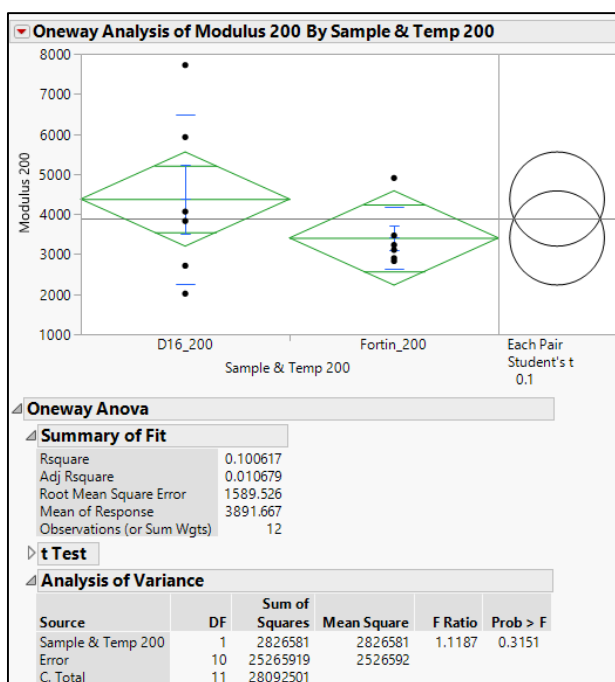 Oneway Analysis of Modulus 200 By Sample & Temp 200
8000
7000
6000
5000
4000
3000
2000
1000
Modulus 200
D16_200
Fortin_200
Sample & Temp 200
Each Pair
Student's t
0.1
Oneway Anova
Summary of Fit
Rsquare 0.100617
Adj Rsquare 0.010679
Root Mean Square Error 1589.526
Mean of Response 3891.667
Observations (or Sum Wgts) 12
t Test
Analysis of Variance
Sum of
Source DF Squares Mean Square F Ratio Prob > F
Sample & Temp 200 1 2826581 2826581 1.1187 0.3151
Error 10 25265919 2526592
C. Total 11 28092501